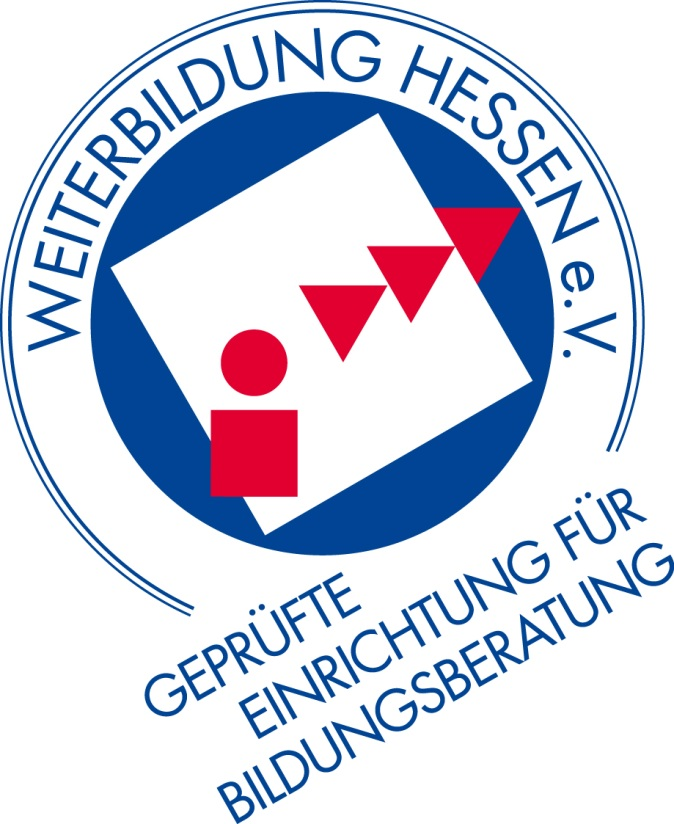 WEITERBILDUNG HESSEN e.V.
GEPRÜFTE
EINRICHTUNG FÜR
BILDUNGSBERATUNG